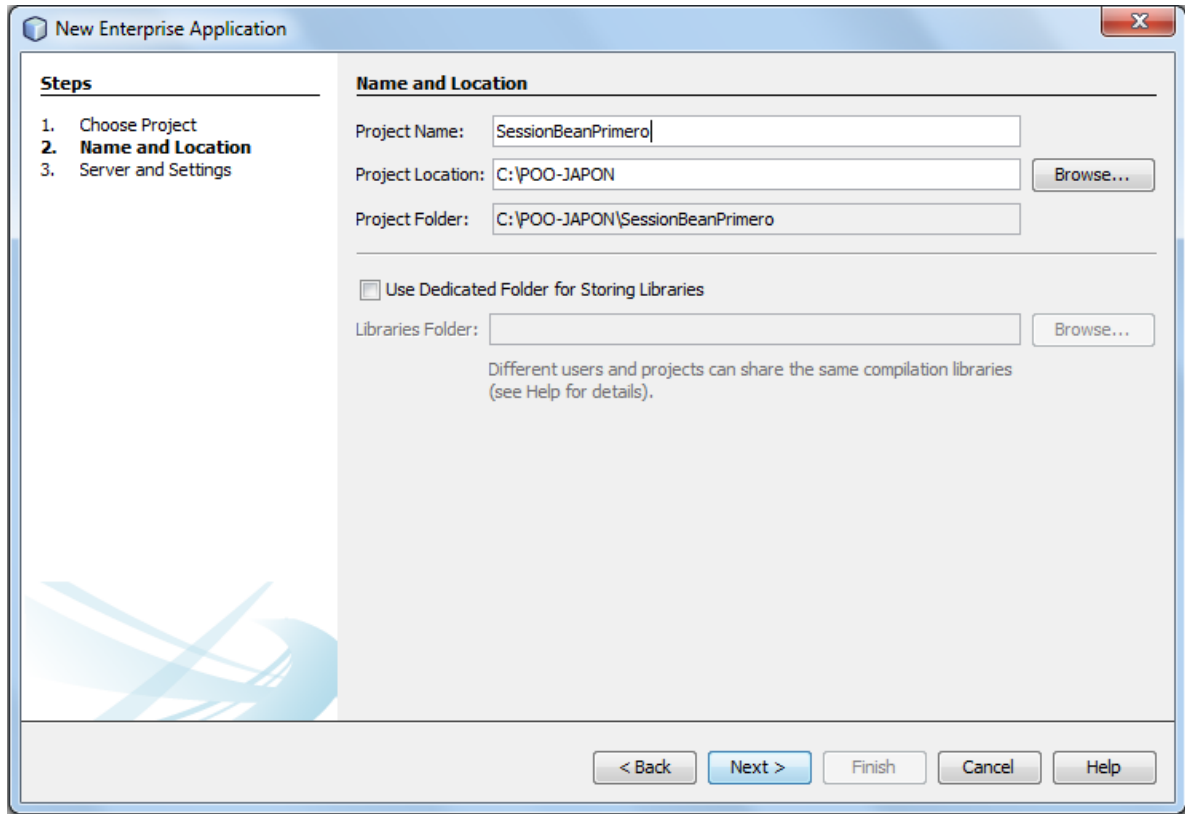 New Enterprise Application
Steps
1. Choose Project
2. Name and Location
3. Server and Settings
Name and Location
Project Name: SessionBeanPrimero
Project Location: C:\POO-JAPON Browse...
Project Folder: C:\POO-JAPON\SessionBeanPrimero
Use Dedicated Folder for Storing Libraries
Libraries Folder: Browse...
Different users and projects can share the same compilation libraries
(see Help for details).
< Back Next > Finish Cancel Help